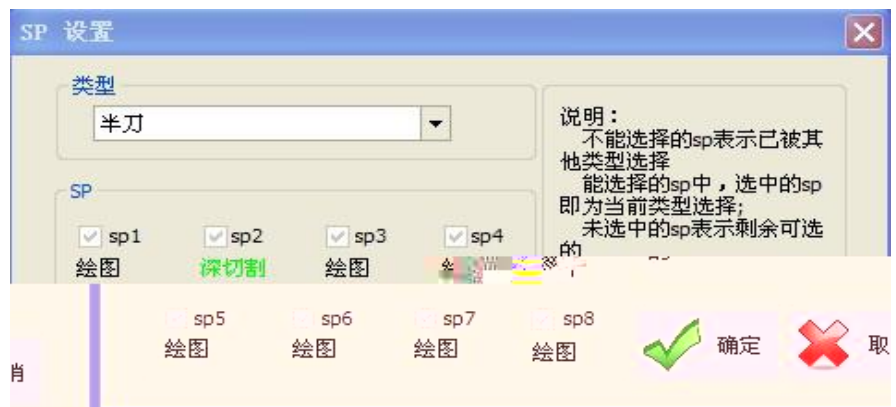 SP 设置
类型
半刀
说明：
不能选择的sp表示已被其
他类型选择
能选择的sp中，选中的sp
即为当前类型选择;
未选中的sp表示剩余可选
的
SP
sp1 sp2 sp3 sp4
绘图 深切割 绘图
sp5 sp6 sp7 sp8
绘图 绘图 绘图 绘图
确定 取
消